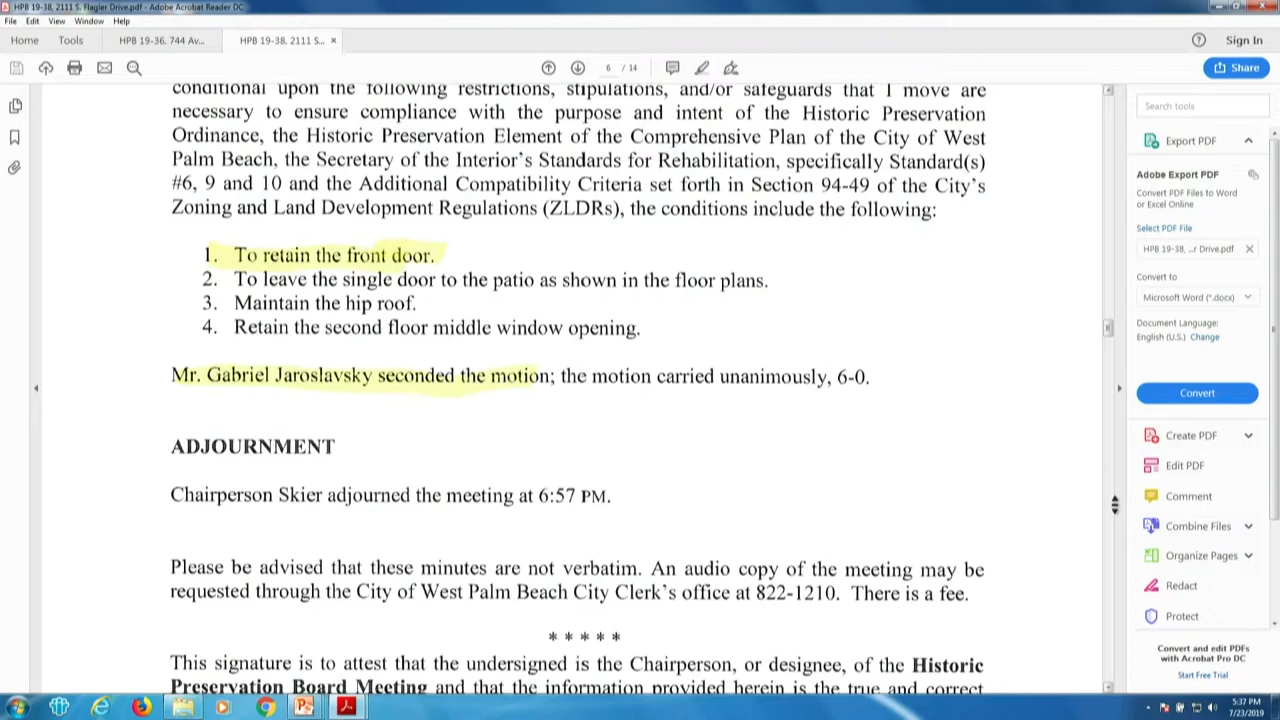 HPB 19-38, 2111 S. Flagler Drive.pdf - Adobe Acrobat Reader DC
File Edit View Window Help
Home Tools HPB 19-36, 744 Av... HPB 19-38, 2111 S... × Sign In
6 / 14 Share
conditional upon the following restrictions, stipulations, and/or safeguards that I move are
necessary to ensure compliance with the purpose and intent of the Historic Preservation
Ordinance, the Historic Preservation Element of the Comprehensive Plan of the City of West
Palm Beach, the Secretary of the Interior's Standards for Rehabilitation, specifically Standard(s)
#6, 9 and 10 and the Additional Compatibility Criteria set forth in Section 94-49 of the City's
Zoning and Land Development Regulations (ZLDRs), the conditions include the following:
1. To retain the front door.
2. To leave the single door to the patio as shown in the floor plans.
3. Maintain the hip roof.
4. Retain the second floor middle window opening.
Mr. Gabriel Jaroslavsky seconded the motion; the motion carried unanimously, 6-0.
ADJOURNMENT
Chairperson Skier adjourned the meeting at 6:57 PM.
Please be advised that these minutes are not verbatim. An audio copy of the meeting may be
requested through the City of West Palm Beach City Clerk's office at 822-1210. There is a fee.
* * * * *
This signature is to attest that the undersigned is the Chairperson, or designee, of the Historic
Preservation Board Meeting and that the information provided herein is the true and correct
Search tools
Export PDF
Adobe Export PDF
Convert PDF Files to Word
or Excel Online
Select PDF File
HPB 19-38, ...r Drive.pdf ×
Convert to
Microsoft Word (*.docx)
Document Language:
English (U.S.) Change
Convert
Create PDF
Edit PDF
Comment
Combine Files
Organize Pages
Redact
Protect
Convert and edit PDFs
with Acrobat Pro DC
Start Free Trial
5:37 PM
7/23/2019